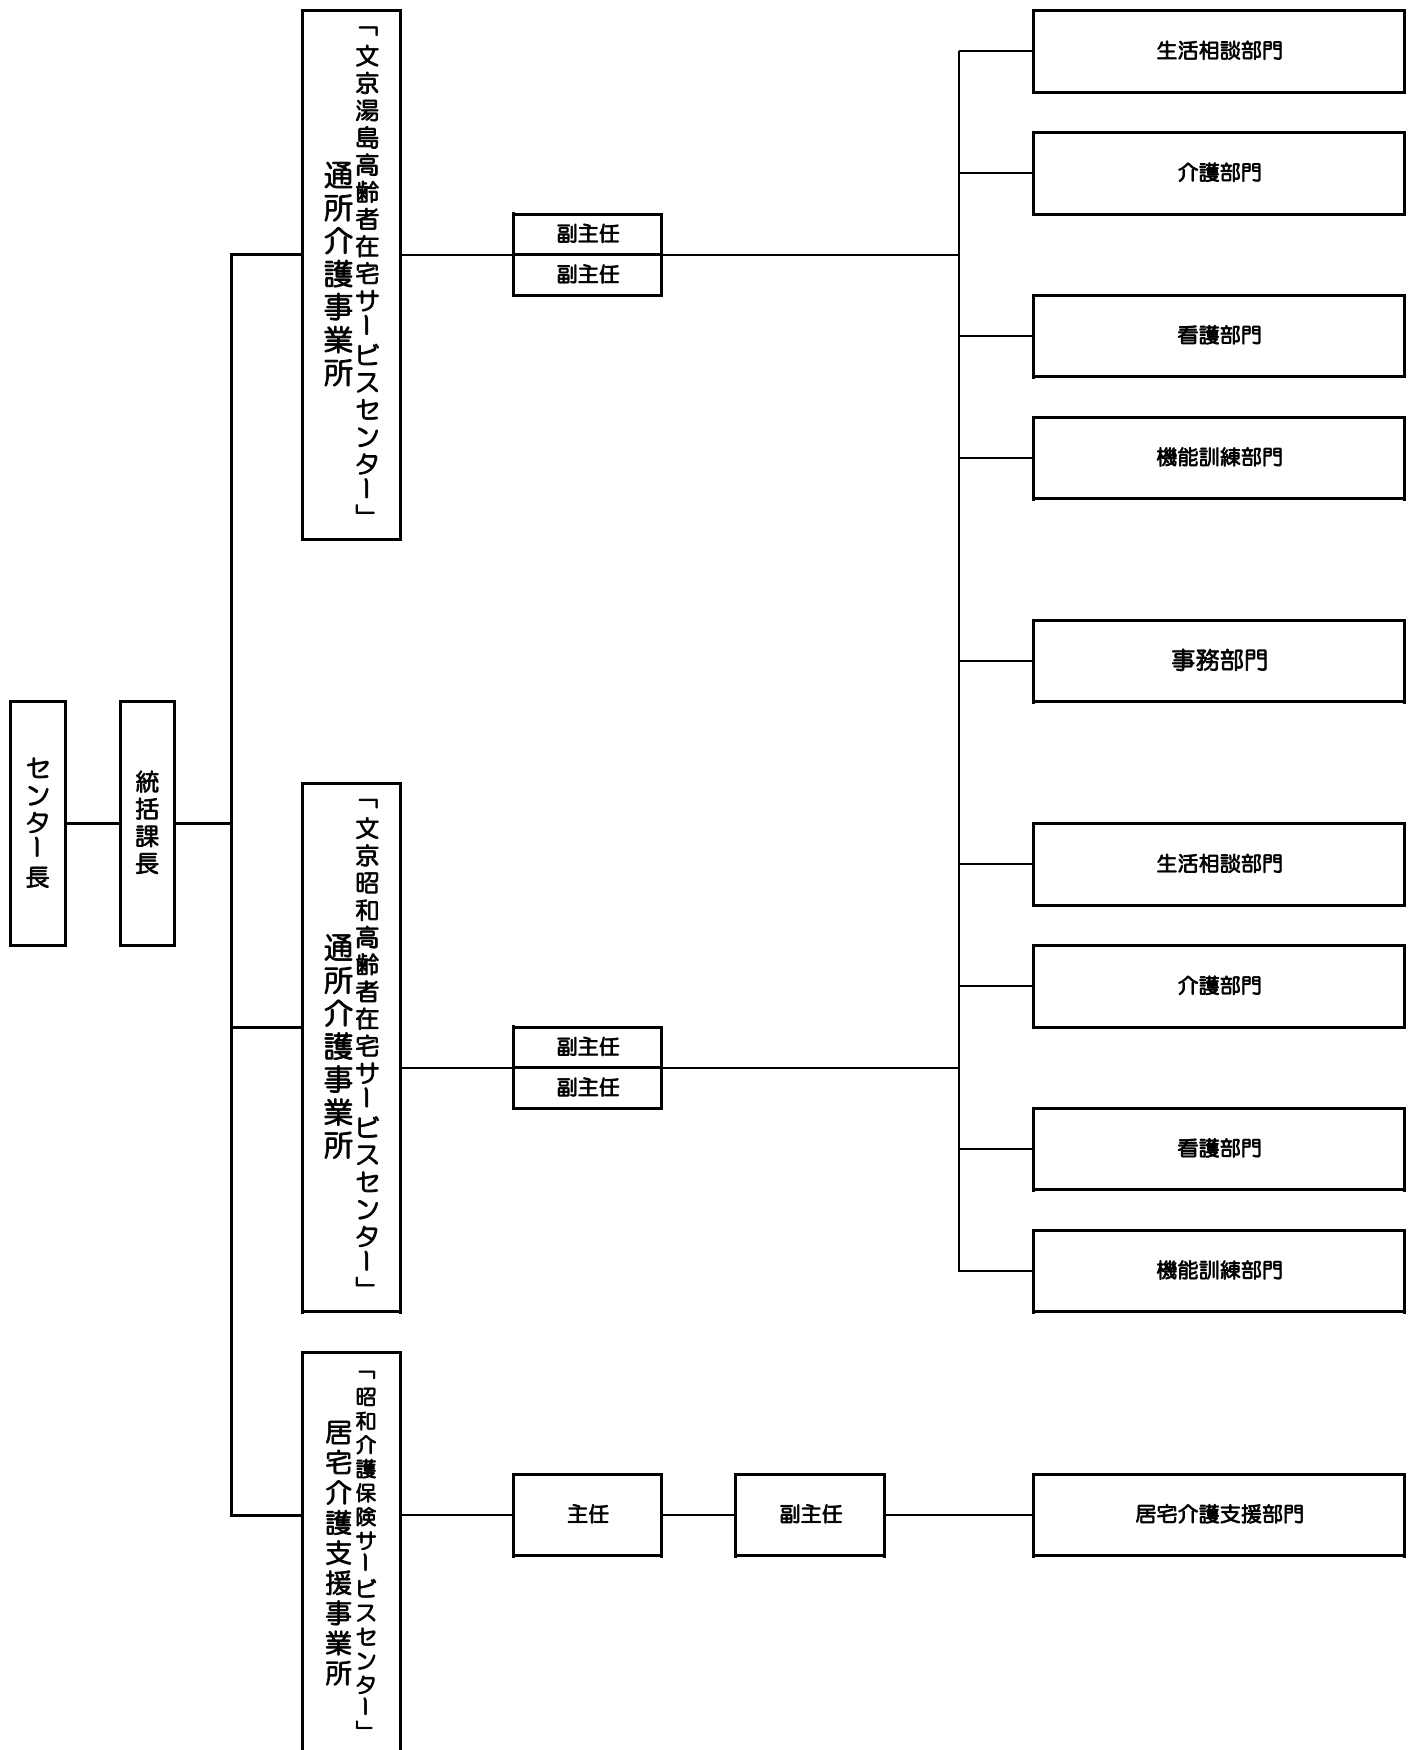 センター長
統括課長
「文京湯島高齢者在宅サービスセンター」
通所介護事業所
副主任
副主任
生活相談部門
介護部門
看護部門
機能訓練部門
事務部門
「文京昭和高齢者在宅サービスセンター」
通所介護事業所
副主任
副主任
生活相談部門
介護部門
看護部門
機能訓練部門
「昭和介護保険サービスセンター」
居宅介護支援事業所
主任
副主任
居宅介護支援部門